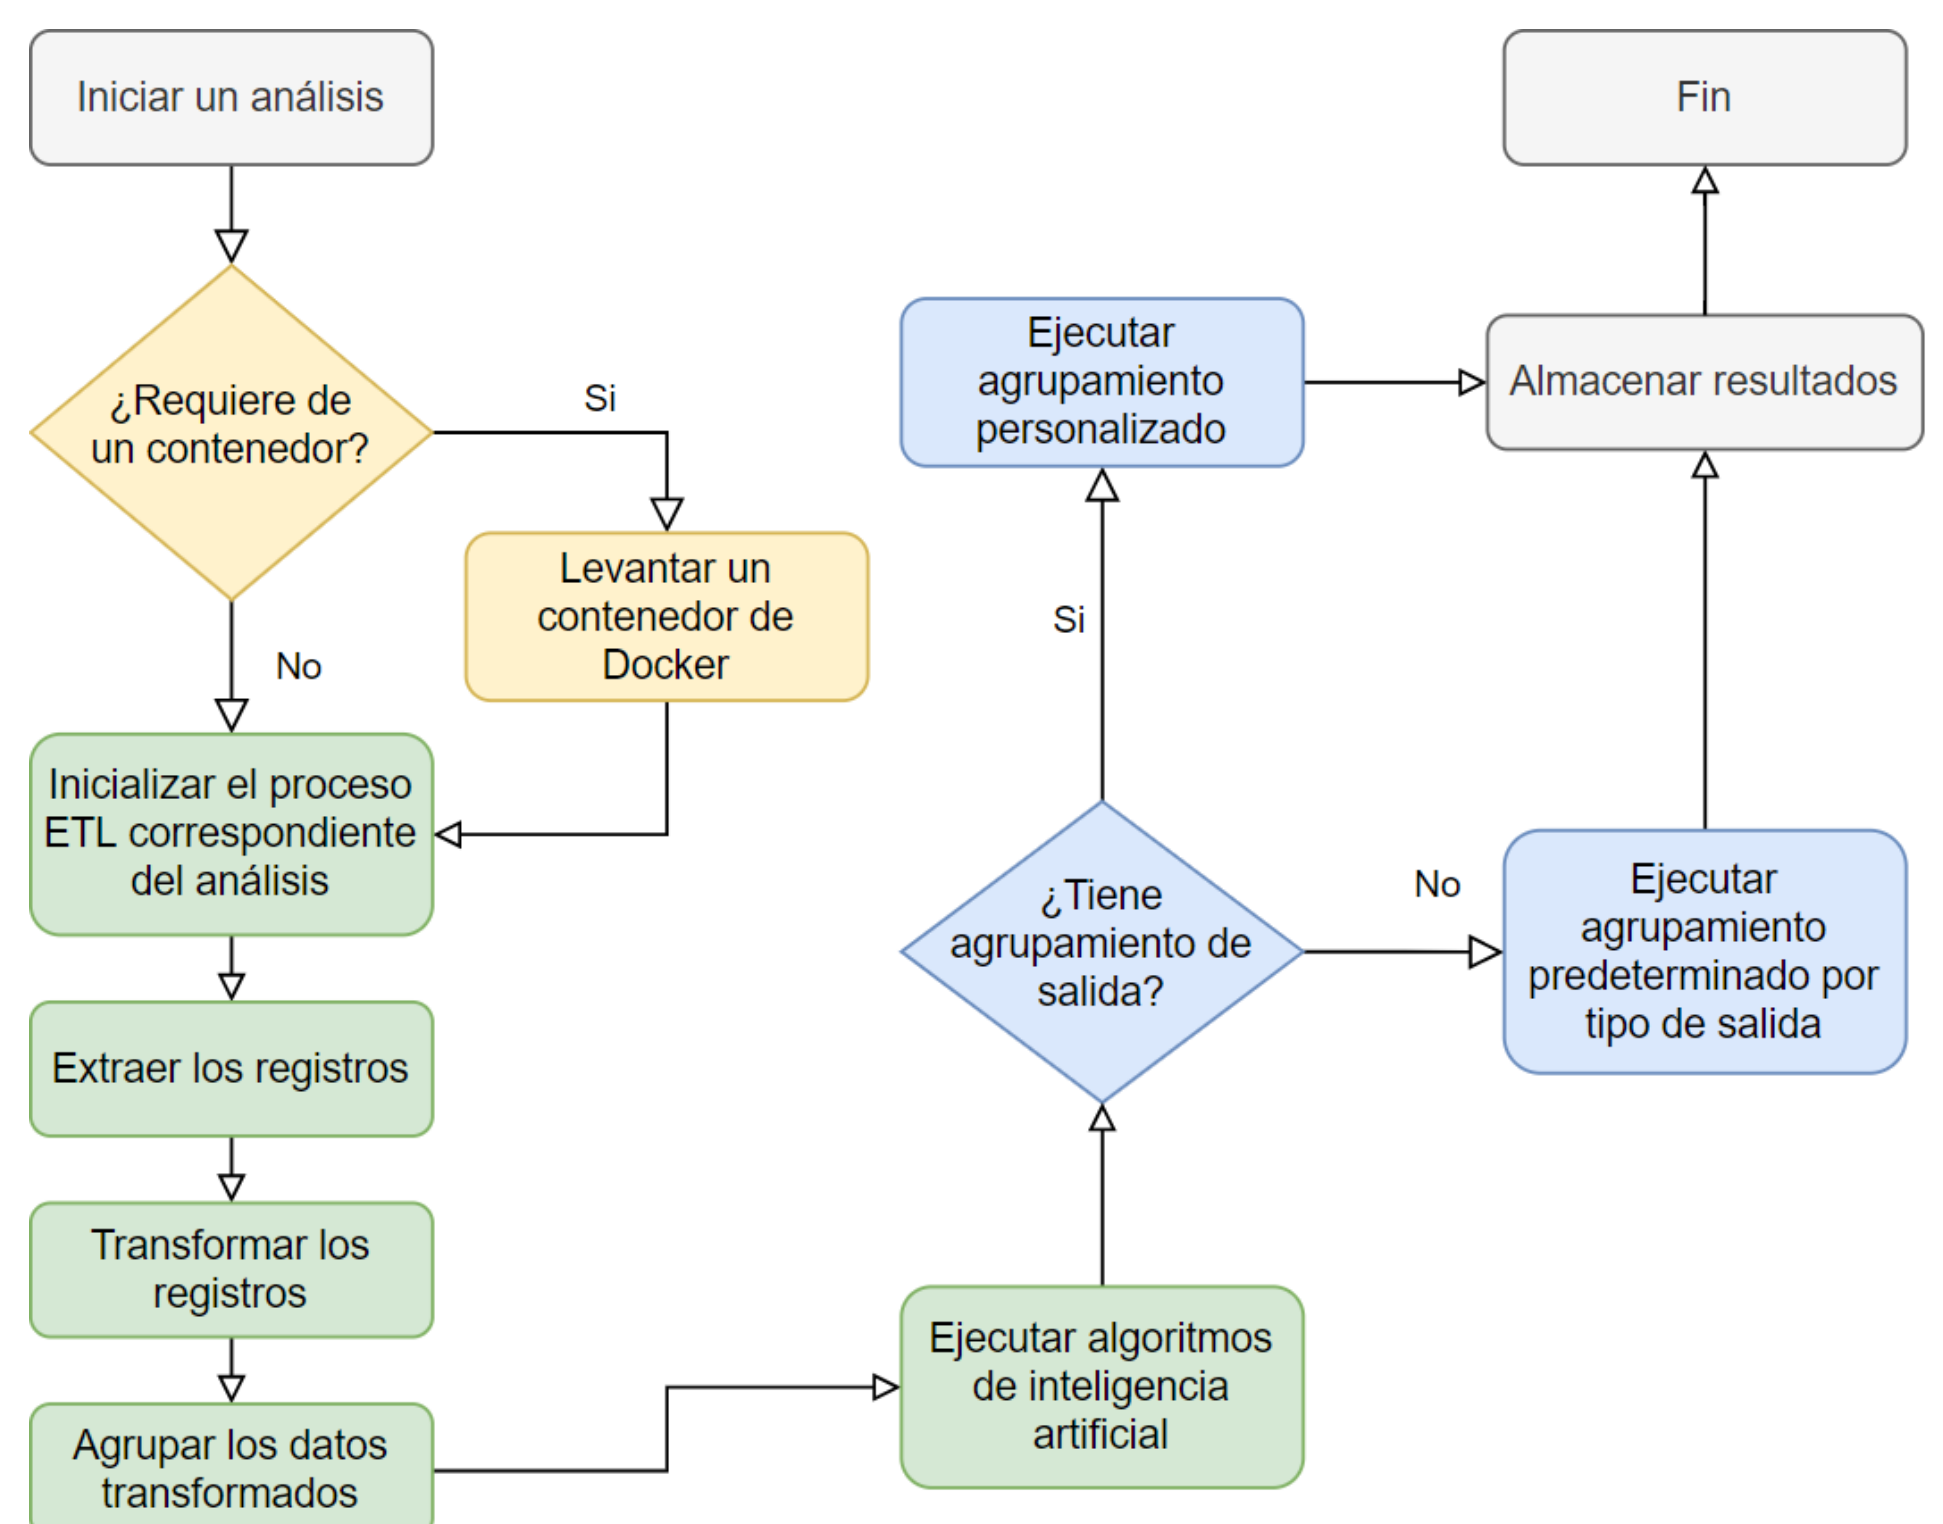 Iniciar un análisis
¿Requiere de
un contenedor?
Si
Levantar un
contenedor de
Docker
No
Inicializar el proceso
ETL correspondiente
del análisis
Extraer los registros
Transformar los
registros
Agrupar los datos
transformados
Ejecutar algoritmos
de inteligencia
artificial
¿Tiene
agrupamiento de
salida?
Si
Ejecutar
agrupamiento
personalizado
No
Ejecutar
agrupamiento
predeterminado por
tipo de salida
Almacenar resultados
Fin